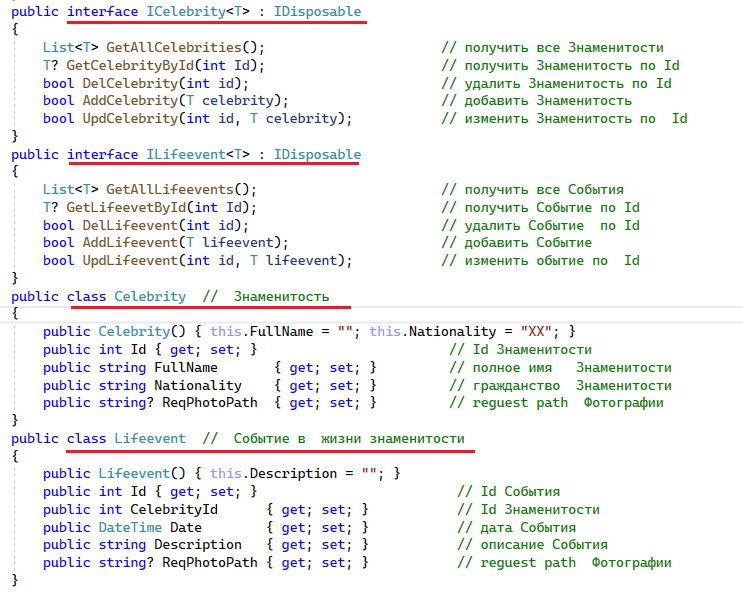 public interface ICelebrity<T> : IDisposable
{
    List<T> GetAllCelebrities();                      // получить все Знаменитости
    T? GetCelebrityById(int Id);                      // получить Знаменитость по Id
    bool DelCelebrity(int id);                        // удалить Знаменитость по Id
    bool AddCelebrity(T celebrity);                   // добавить Знаменитость
    bool UpdCelebrity(int id, T celebrity);           // изменить Знаменитость по  Id
}
public interface ILifeevent<T> : IDisposable
{
    List<T> GetAllLifeevents();                       // получить все События
    T? GetLifeevetById(int Id);                       // получить Событие по Id
    bool DelLifeevent(int id);                        // удалить Событие  по Id
    bool AddLifeevent(T lifeevent);                   // добавить Событие
    bool UpdLifeevent(int id, T lifeevent);           // изменить обытие по  Id
}
public class Celebrity  //  Знаменитость
{
    public Celebrity() { this.FullName = ""; this.Nationality = "XX"; }
    public int Id { get; set; }                        // Id Знаменитости
    public string FullName       { get; set; }         // полное имя   Знаменитости
    public string Nationality    { get; set; }         // гражданство  Знаменитости
    public string? ReqPhotoPath  { get; set; }         // reguest path  Фотографии
}
public class Lifeevent  //  Событие в  жизни знаменитости
{
    public Lifeevent() { this.Description = ""; }
    public int Id { get; set; }                         // Id События
    public int CelebrityId      { get; set; }           // Id Знаменитости
    public DateTime Date        { get; set; }           // дата События
    public string Description   { get; set; }           // описание События
    public string? ReqPhotoPath { get; set; }           // reguest path  Фотографии
}